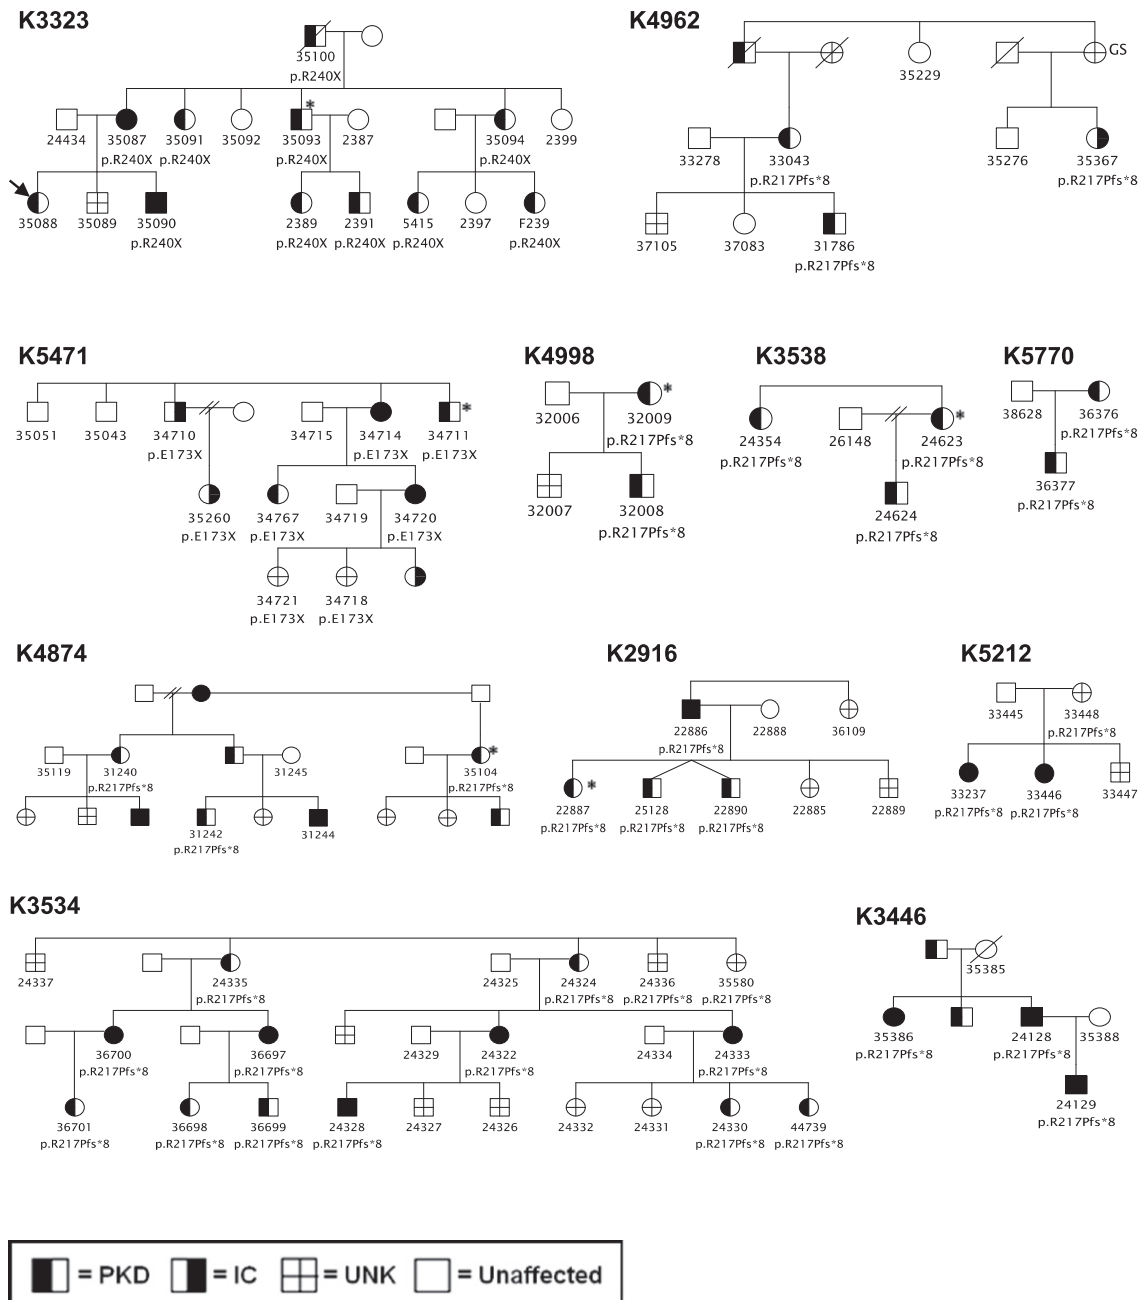 K3323
K4962
35100
p.R240X
*
GS
35229
24434 35087 35091 35092 35093 2387 35094 2399
p.R240X p.R240X p.R240X p.R240X
33278 33043 35276 35367
p.R217Pfs*8 p.R217Pfs*8
35088 35089 35090 2389 2391 5415 2397 F239
p.R240X p.R240X p.R240X p.R240X p.R240X
37105 37083 31786
p.R217Pfs*8
K5471
35051 35043 34710 34715 34714 34711 *
p.E173X p.E173X p.E173X
35260 34767 34719 34720
p.E173X p.E173X p.E173X
34721 34718
p.E173X p.E173X
K4998
32006 32009 *
p.R217Pfs*8
32007 32008
p.R217Pfs*8
K3538
24354 26148 24623 *
p.R217Pfs*8 p.R217Pfs*8
24624
p.R217Pfs*8
K5770
38628 36376
p.R217Pfs*8
36377
p.R217Pfs*8
K4874
35119 31240 31245 35104 *
p.R217Pfs*8 p.R217Pfs*8
31242 31244
p.R217Pfs*8
K2916
22886 22888 36109
p.R217Pfs*8
22887 * 25128 22890 22885 22889
p.R217Pfs*8 p.R217Pfs*8 p.R217Pfs*8
K5212
33445 33448
p.R217Pfs*8
33237 33446 33447
p.R217Pfs*8 p.R217Pfs*8
K3534
24337 24335 24325 24324 24336 35580
p.R217Pfs*8 p.R217Pfs*8 p.R217Pfs*8 p.R217Pfs*8
36700 36697 24329 24322 24334 24333
p.R217Pfs*8 p.R217Pfs*8 p.R217Pfs*8 p.R217Pfs*8
36701 36698 36699 24328 24327 24326 24332 24331 24330 44739
p.R217Pfs*8 p.R217Pfs*8 p.R217Pfs*8 p.R217Pfs*8 p.R217Pfs*8 p.R217Pfs*8
K3446
35385
35386 24128 35388
p.R217Pfs*8 p.R217Pfs*8
24129
p.R217Pfs*8
= PKD = IC = UNK = Unaffected